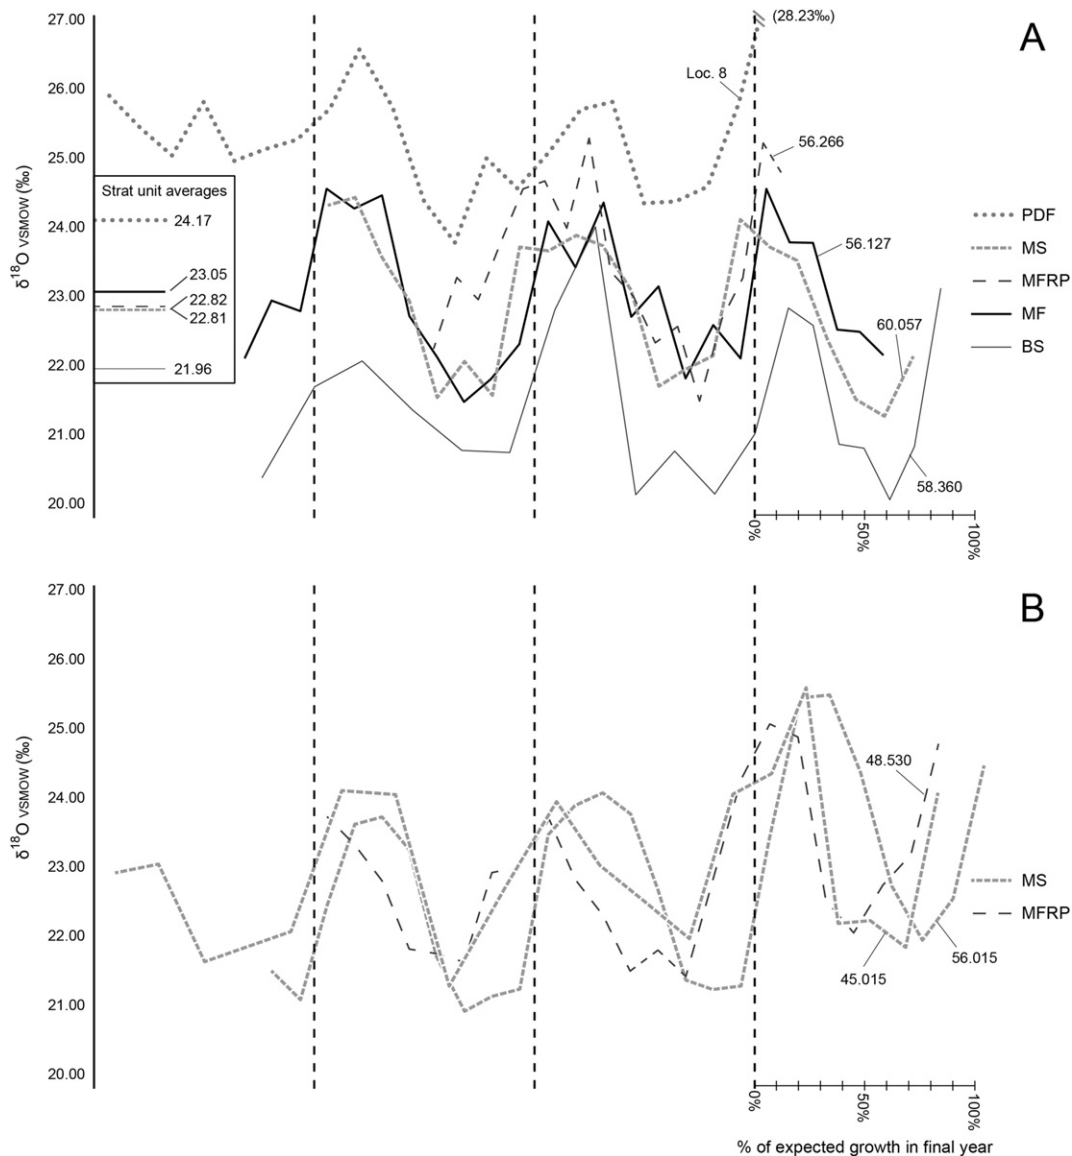 27.00
(28.23‰)
A
26.00
Loc. 8
25.00
56.266
Strat unit averages
24.17
24.00
56.127
23.05
22.82
23.00
22.81
60.057
22.00
21.96
21.00
58.360
20.00
δ18O VSMOW (‰)
PDF
MS
MFRP
MF
BS
0%
50%
100%
27.00
B
26.00
25.00
48.530
24.00
23.00
22.00
56.015
45.015
21.00
20.00
δ18O VSMOW (‰)
MS
MFRP
0%
50%
100%
% of expected growth in final year